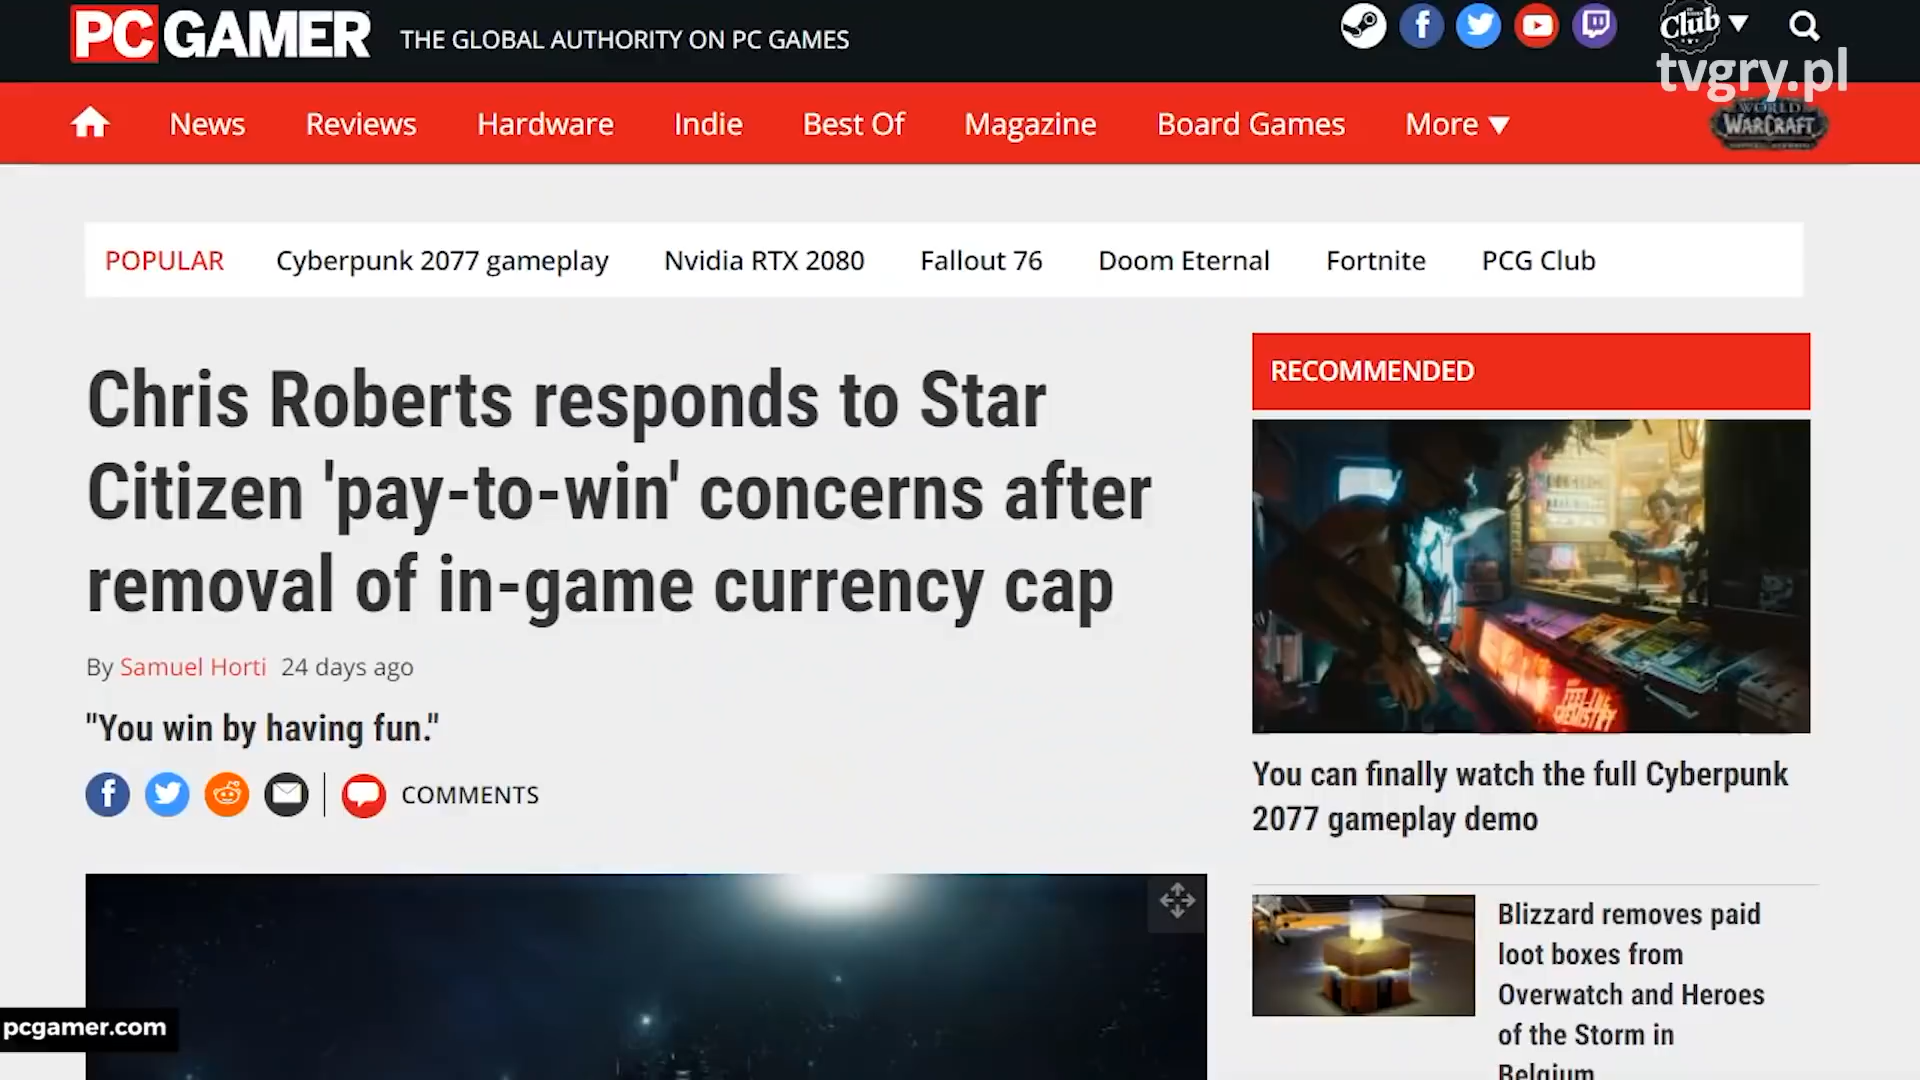 PC GAMER THE GLOBAL AUTHORITY ON PC GAMES
Club
tvgry.pl
News Reviews Hardware Indie Best Of Magazine Board Games More
WORLD
WARCRAFT
POPULAR Cyberpunk 2077 gameplay Nvidia RTX 2080 Fallout 76 Doom Eternal Fortnite PCG Club
Chris Roberts responds to Star
Citizen 'pay-to-win' concerns after
removal of in-game currency cap
By Samuel Horti 24 days ago
"You win by having fun."
COMMENTS
RECOMMENDED
You can finally watch the full Cyberpunk
2077 gameplay demo
Blizzard removes paid
loot boxes from
Overwatch and Heroes
of the Storm in
Belgium
pcgamer.com